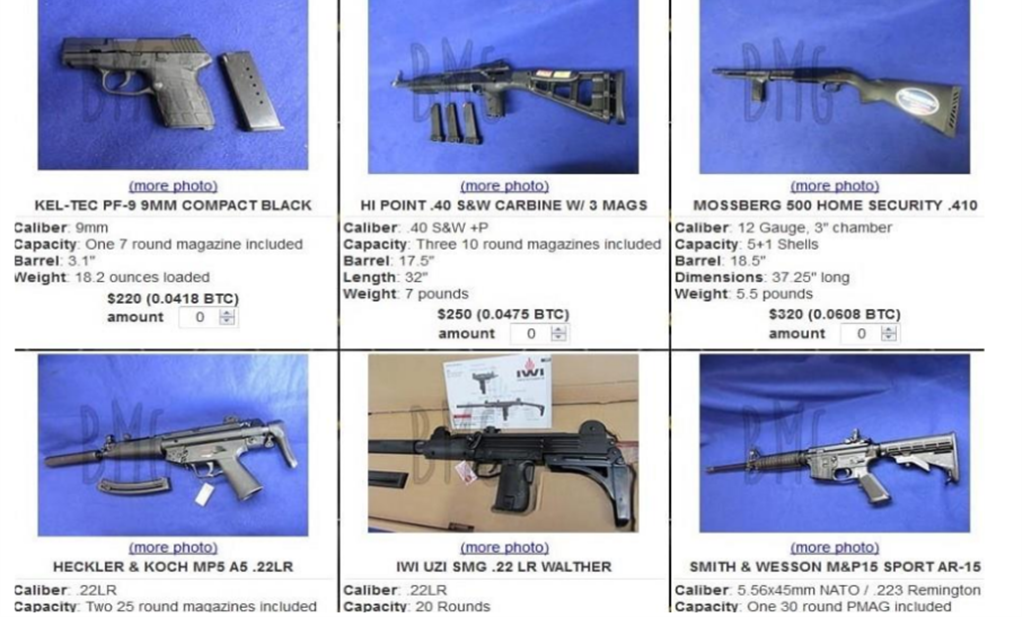 BMG
BMG
BMG
(more photo)
(more photo)
(more photo)
KEL-TEC PF-9 9MM COMPACT BLACK
HI POINT .40 S&W CARBINE W/ 3 MAGS
MOSSBERG 500 HOME SECURITY .410
Caliber: 9mm
Capacity: One 7 round magazine included
Barrel: 3.1"
Weight: 18.2 ounces loaded
$220 (0.0418 BTC)
amount 0
Caliber: .40 S&W +P
Capacity: Three 10 round magazines included
Barrel: 17.5"
Length: 32"
Weight: 7 pounds
$250 (0.0475 BTC)
amount 0
Caliber: 12 Gauge, 3" chamber
Capacity: 5+1 Shells
Barrel: 18.5"
Dimensions: 37.25" long
Weight: 5.5 pounds
$320 (0.0608 BTC)
amount 0
BMG
IWI
BMG
BMG
(more photo)
(more photo)
(more photo)
HECKLER & KOCH MP5 A5 .22LR
IWI UZI SMG .22 LR WALTHER
SMITH & WESSON M&P15 SPORT AR-15
Caliber: .22LR
Capacity: Two 25 round magazines included
Caliber: .22LR
Capacity: 20 Rounds
Caliber: 5.56x45mm NATO / .223 Remington
Capacity: One 30 round PMAG included